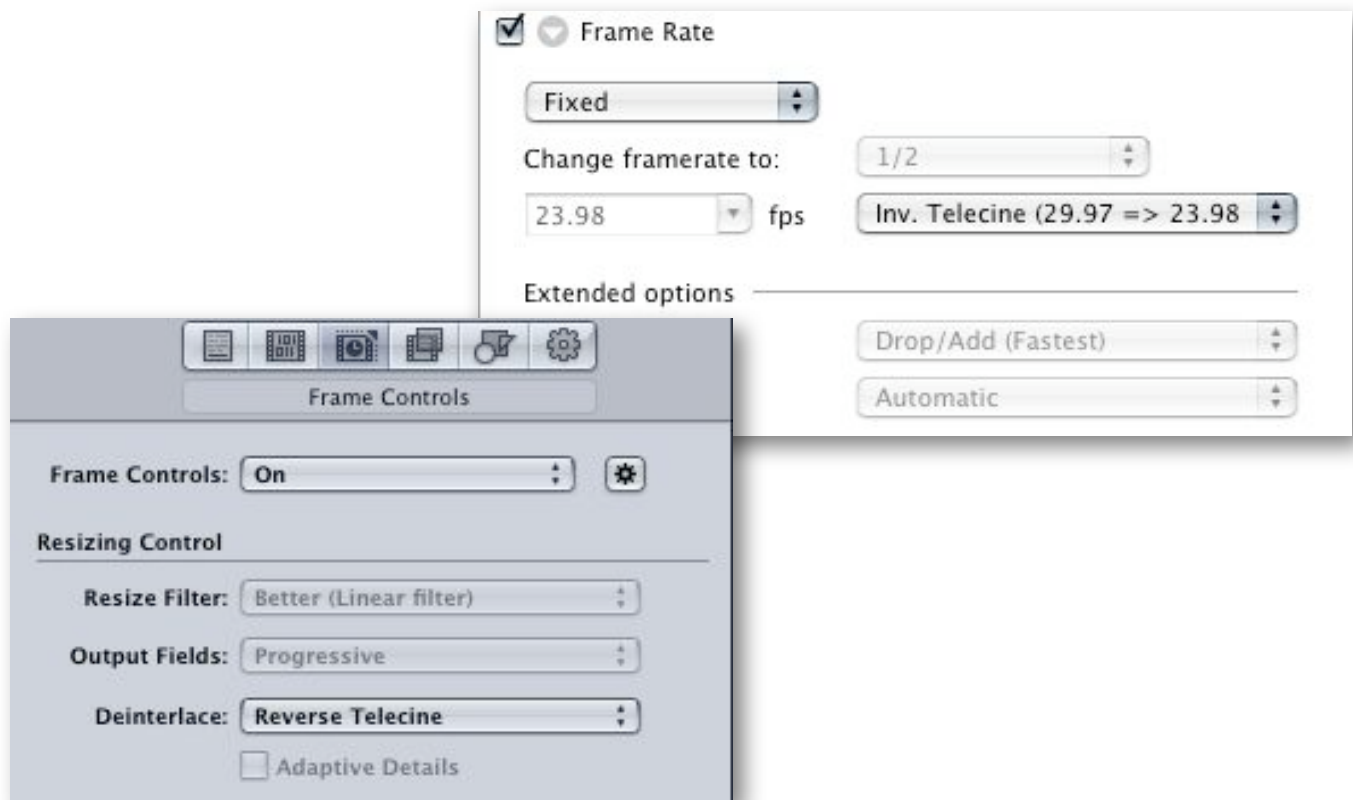 Frame Rate
Fixed
Change framerate to: 1/2
23.98 fps Inv. Telecine (29.97 => 23.98
Extended options
Drop/Add (Fastest)
Automatic
Frame Controls
Frame Controls: On
Resizing Control
Resize Filter: Better (Linear filter)
Output Fields: Progressive
Deinterlace: Reverse Telecine
Adaptive Details